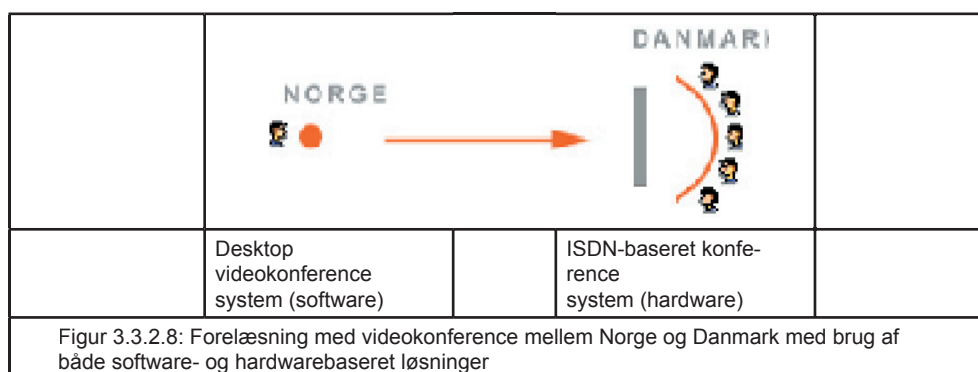 DANMARI
NORGE
Desktop
videokonference
system (software)
ISDN-baseret konfe-
rence
system (hardware)
Figur 3.3.2.8: Forelæsning med videokonference mellem Norge og Danmark med brug af
både software- og hardwarebaseret løsninger